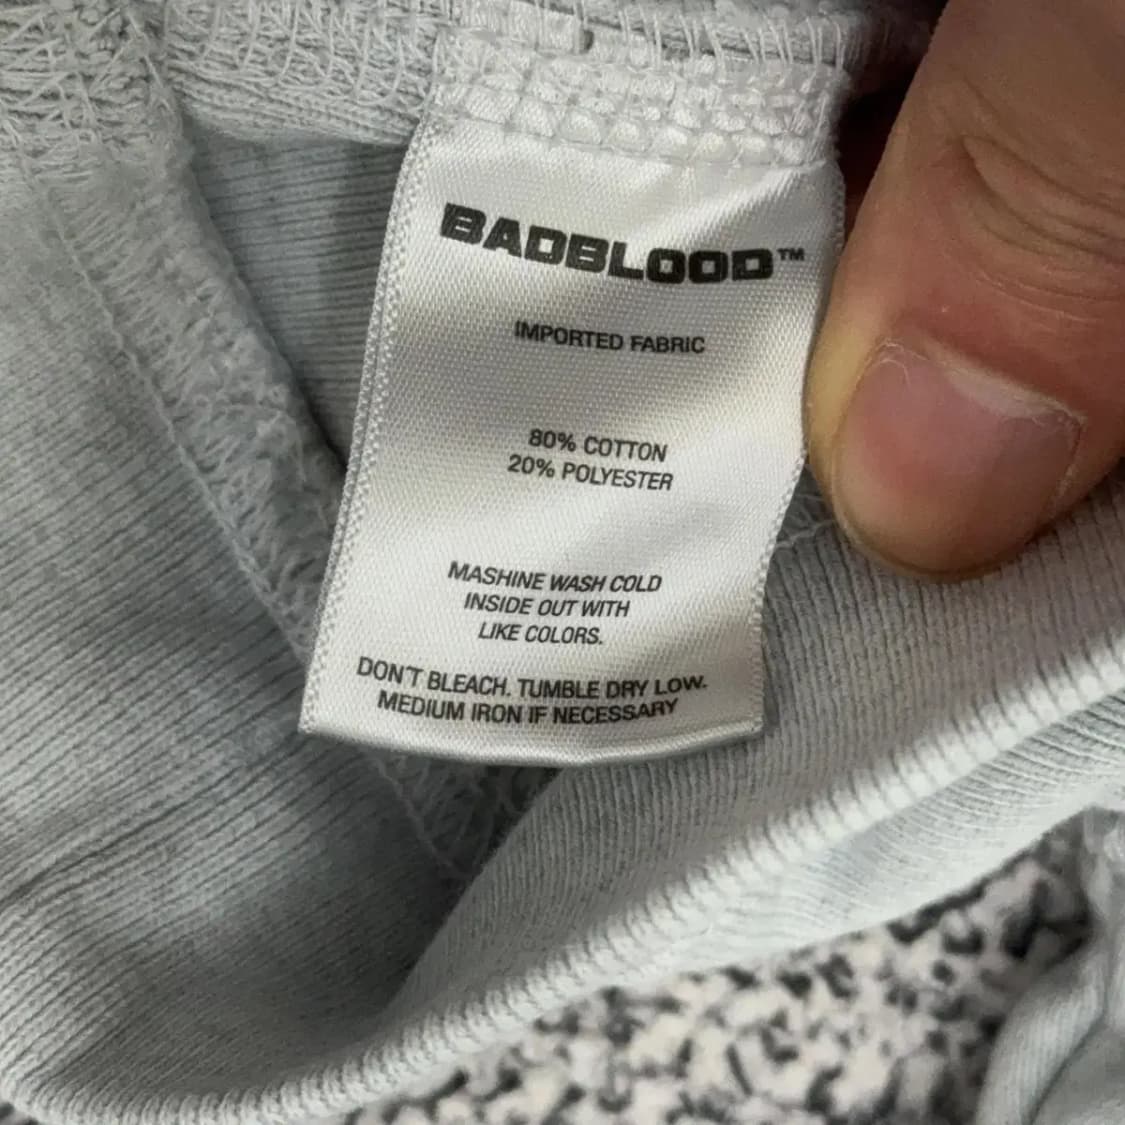 BADBLOOD™
IMPORTED FABRIC
80% COTTON
20% POLYESTER
MASHINE WASH COLD
INSIDE OUT WITH
LIKE COLORS.
DON'T BLEACH. TUMBLE DRY LOW.
MEDIUM IRON IF NECESSARY